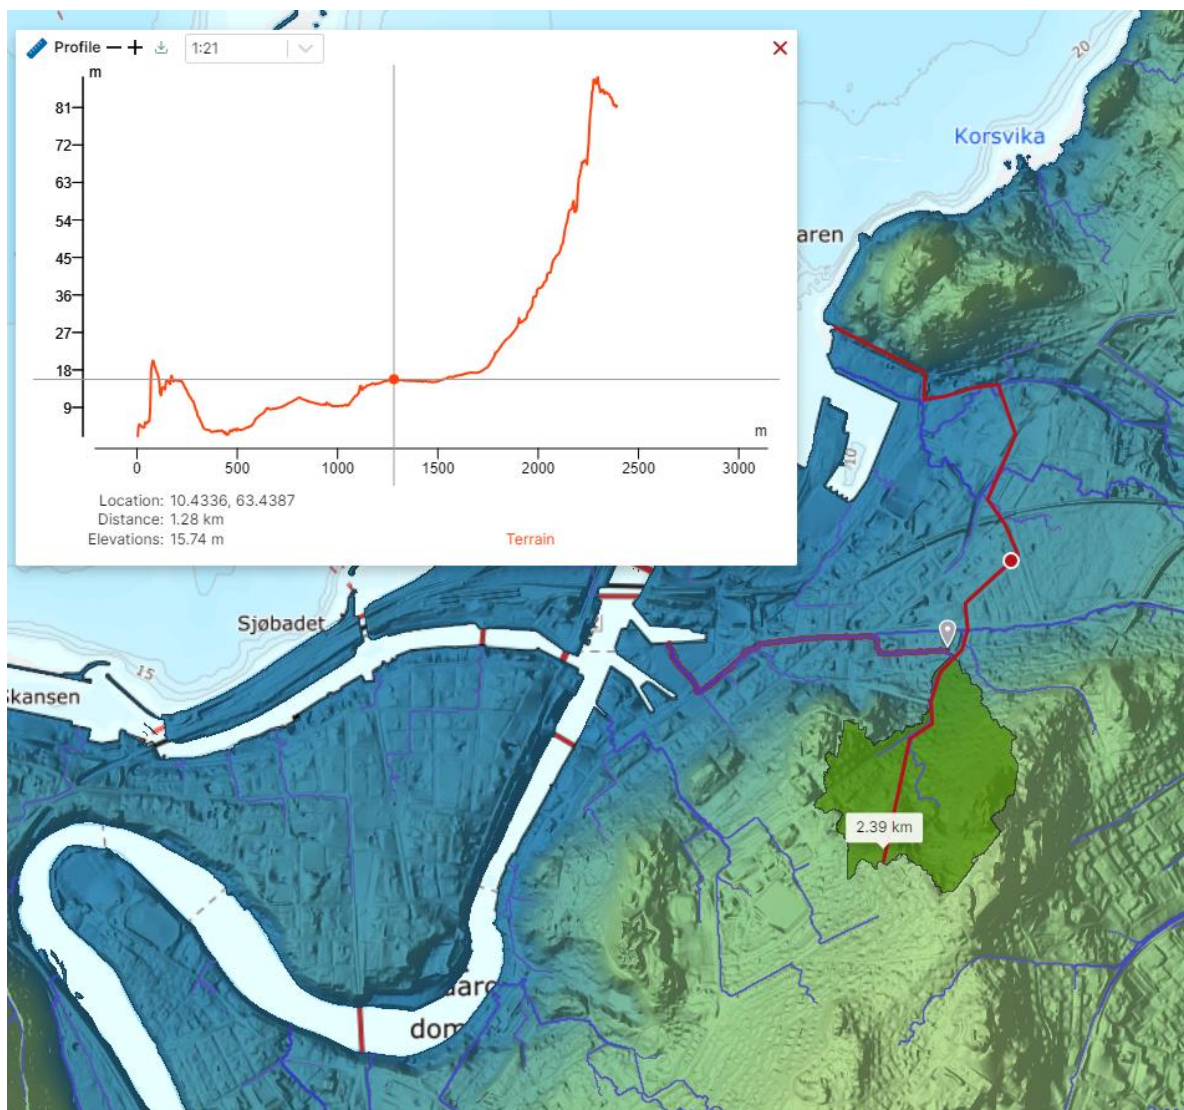 Profile
1:21
m
81
72
63
54
45
36
27
18
9
m
0 500 1000 1500 2000 2500 3000
Location: 10.4336, 63.4387
Distance: 1.28 km
Elevations: 15.74 m
Terrain
20
Korsvika
aren
10
Sjøbadet
15
Skansen
2.39 km
dom